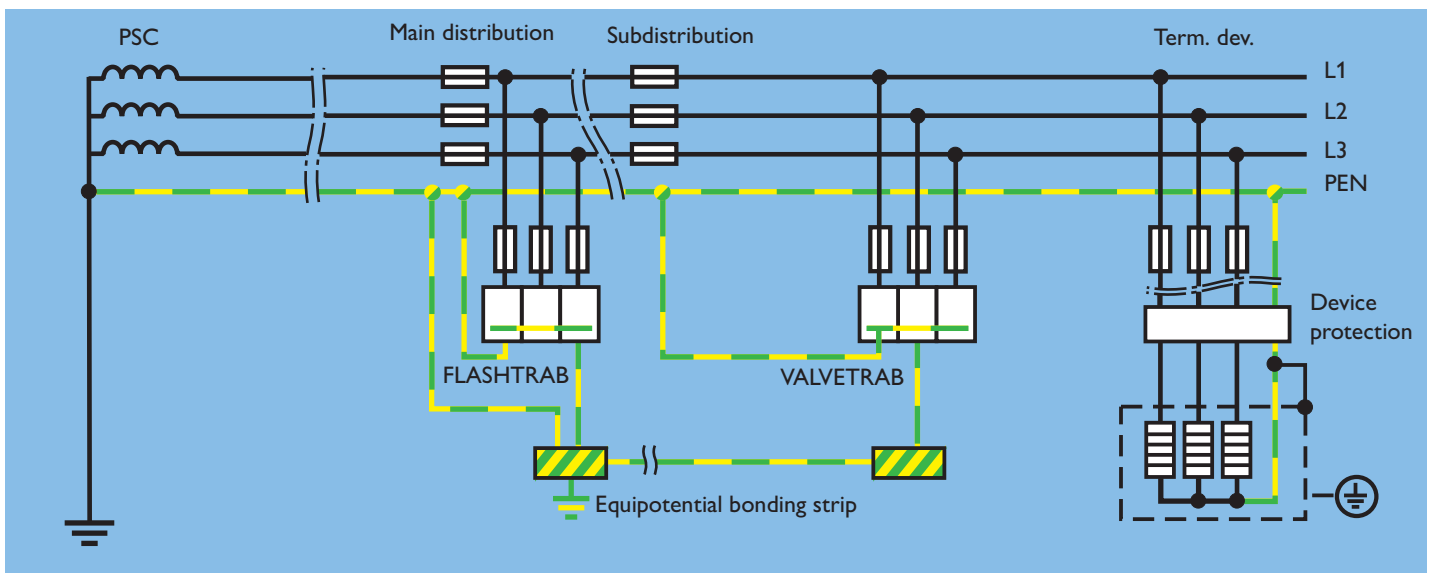 PSC
Main distribution
Subdistribution
Term. dev.
L1
L2
L3
PEN
Device
protection
FLASHTRAB
VALVETRAB
Equipotential bonding strip